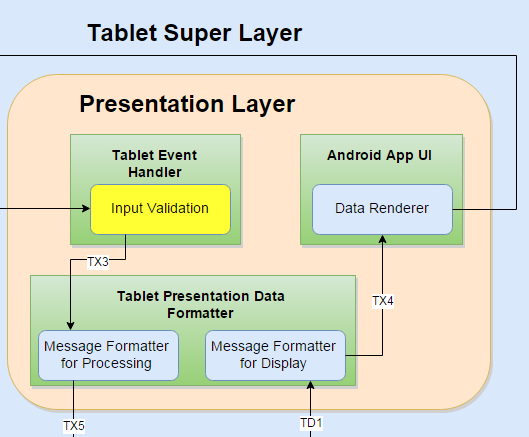 Tablet Super Layer
Presentation Layer
Tablet Event
Handler
Input Validation
Android App UI
Data Renderer
TX3
Tablet Presentation Data
Formatter
Message Formatter
for Processing
Message Formatter
for Display
TX4
TX5
TD1